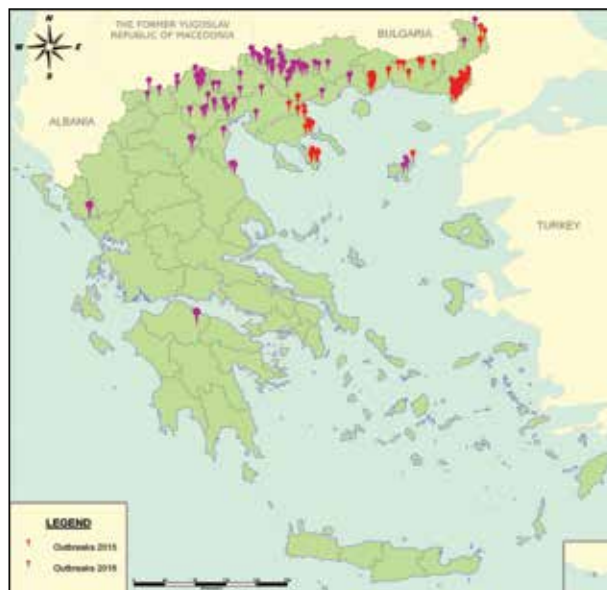 N
THE FORMER YUGOSLAV
REPUBLIC OF MACEDONIA
BULGARIA
W
E
S
ALBANIA
TURKEY
LEGEND
Outbreaks 2015
Outbreaks 2016